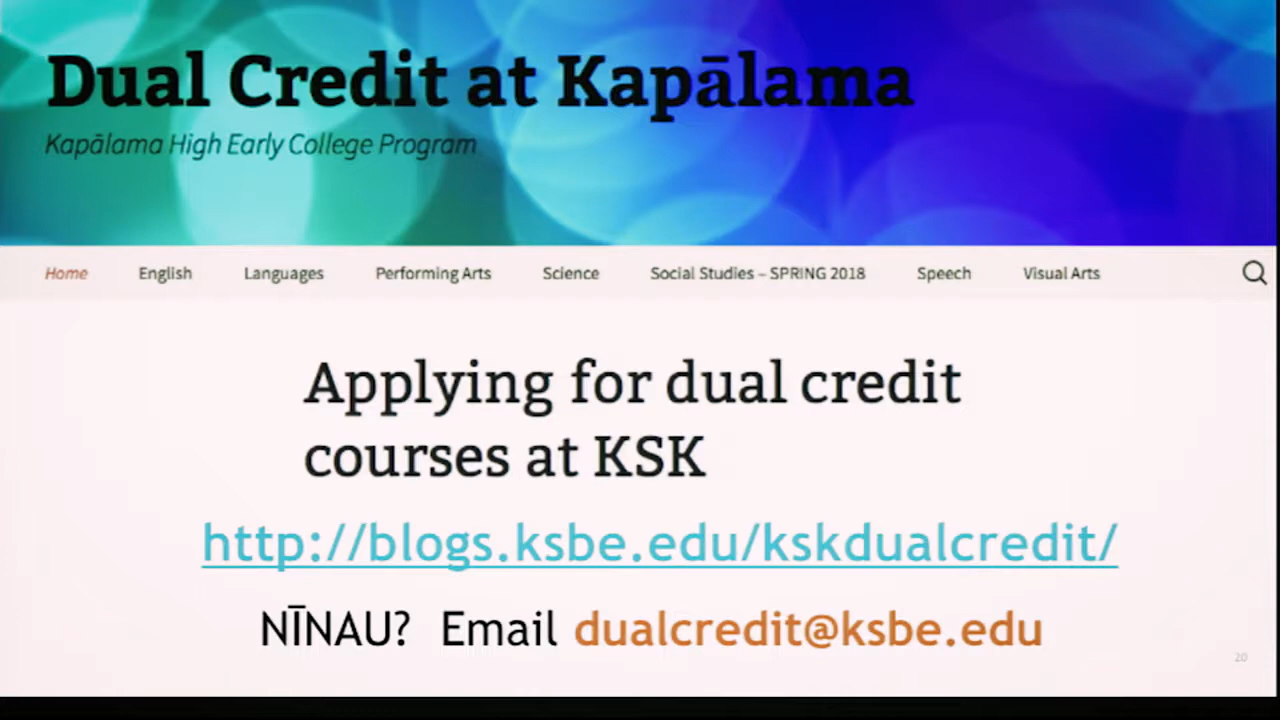 Dual Credit at Kapālama
Kapālama High Early College Program
Home English Languages Performing Arts Science Social Studies – SPRING 2018 Speech Visual Arts
Applying for dual credit
courses at KSK
http://blogs.ksbe.edu/kskdualcredit/
NĪNAU? Email dualcredit@ksbe.edu
20